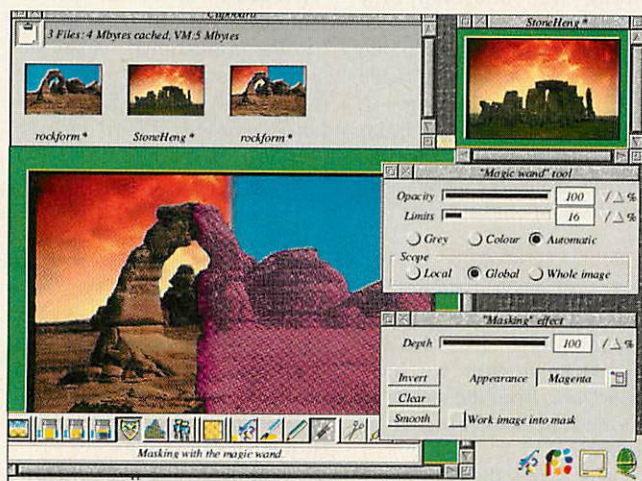 Cupboard
3 Files: 4 Mbytes cached, VM:5 Mbytes
rockform *
StoneHeng *
rockform *
StoneHeng *
"Magic wand" tool
Opacity 100 %
Limits 16 %
Grey Colour Automatic
Scope
Local Global Whole image
"Masking" effect
Depth 100 %
Invert Appearance Magenta
Clear
Smooth Work image into mask
Masking with the magic wand.